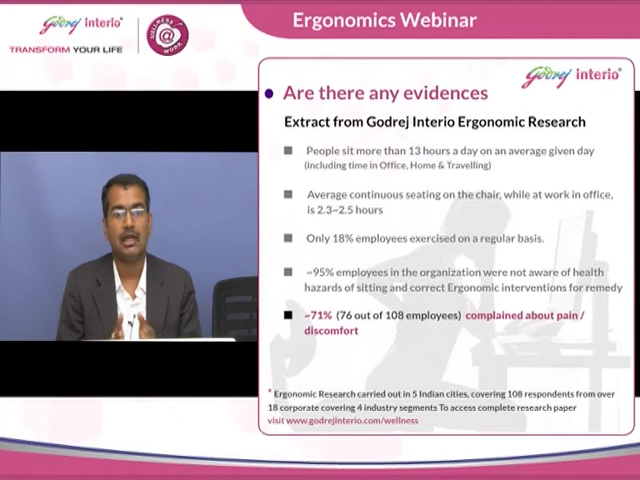 Godrej interio
TRANSFORM YOUR LIFE
WELLNESS @ WORK
Ergonomics Webinar
Godrej interio
Are there any evidences
Extract from Godrej Interio Ergonomic Research
People sit more than 13 hours a day on an average given day
(including time in Office, Home & Travelling)
Average continuous seating on the chair, while at work in office,
is 2.3~2.5 hours
Only 18% employees exercised on a regular basis.
~95% employees in the organization were not aware of health
hazards of sitting and correct Ergonomic interventions for remedy
~71% (76 out of 108 employees) complained about pain /
discomfort
* Ergonomic Research carried out in 5 Indian cities, covering 108 respondents from over
18 corporate covering 4 industry segments To access complete research paper
visit www.godrejinterio.com/wellness